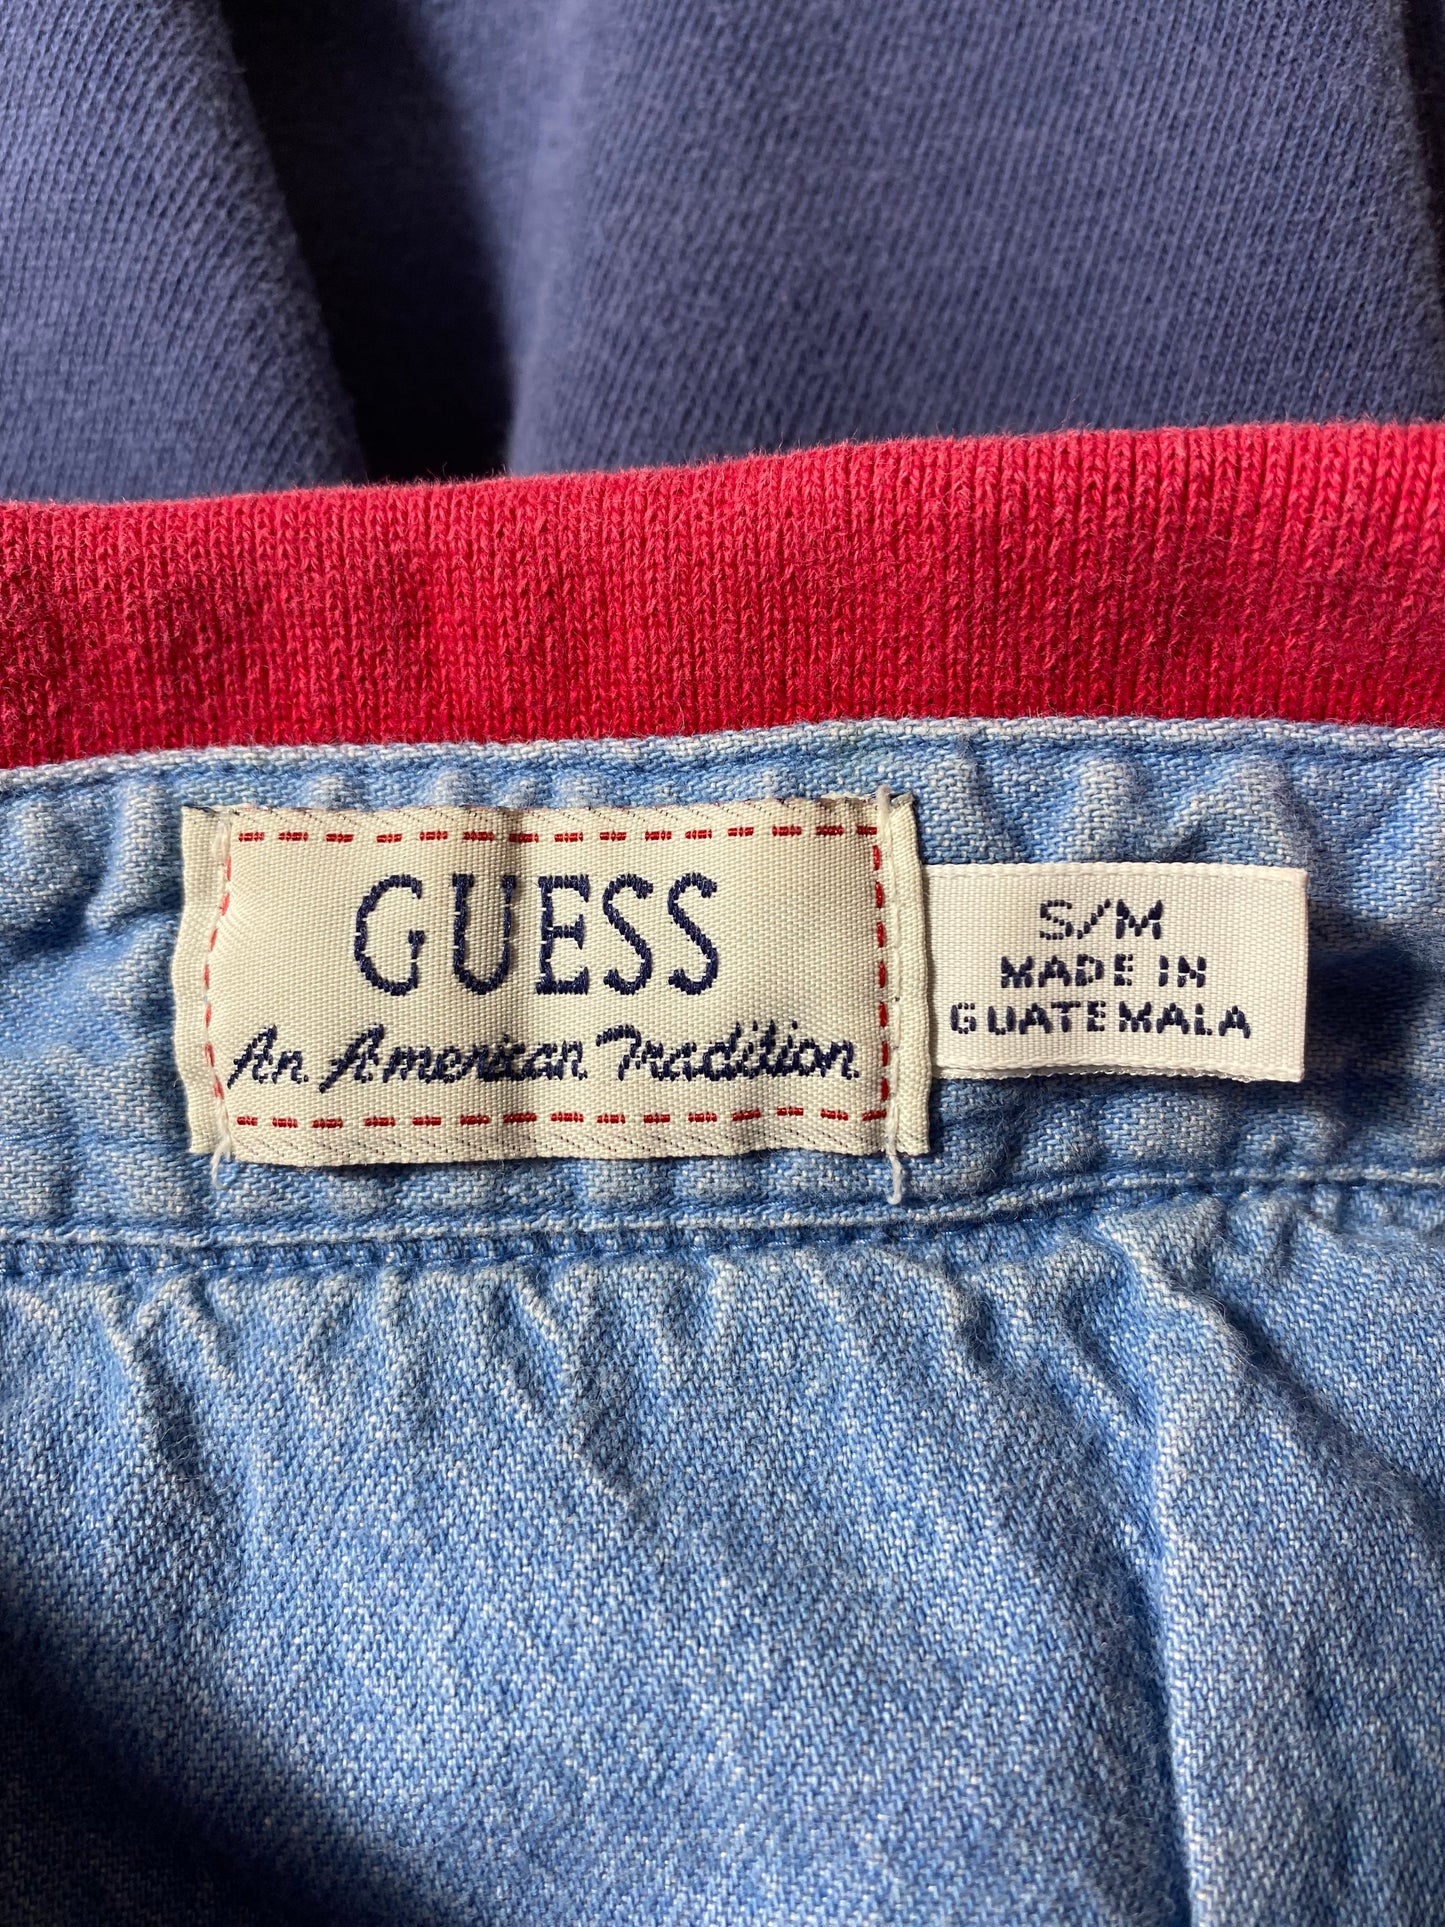 GUESS
An American Tradition
S/M
MADE IN
GUATEMALA